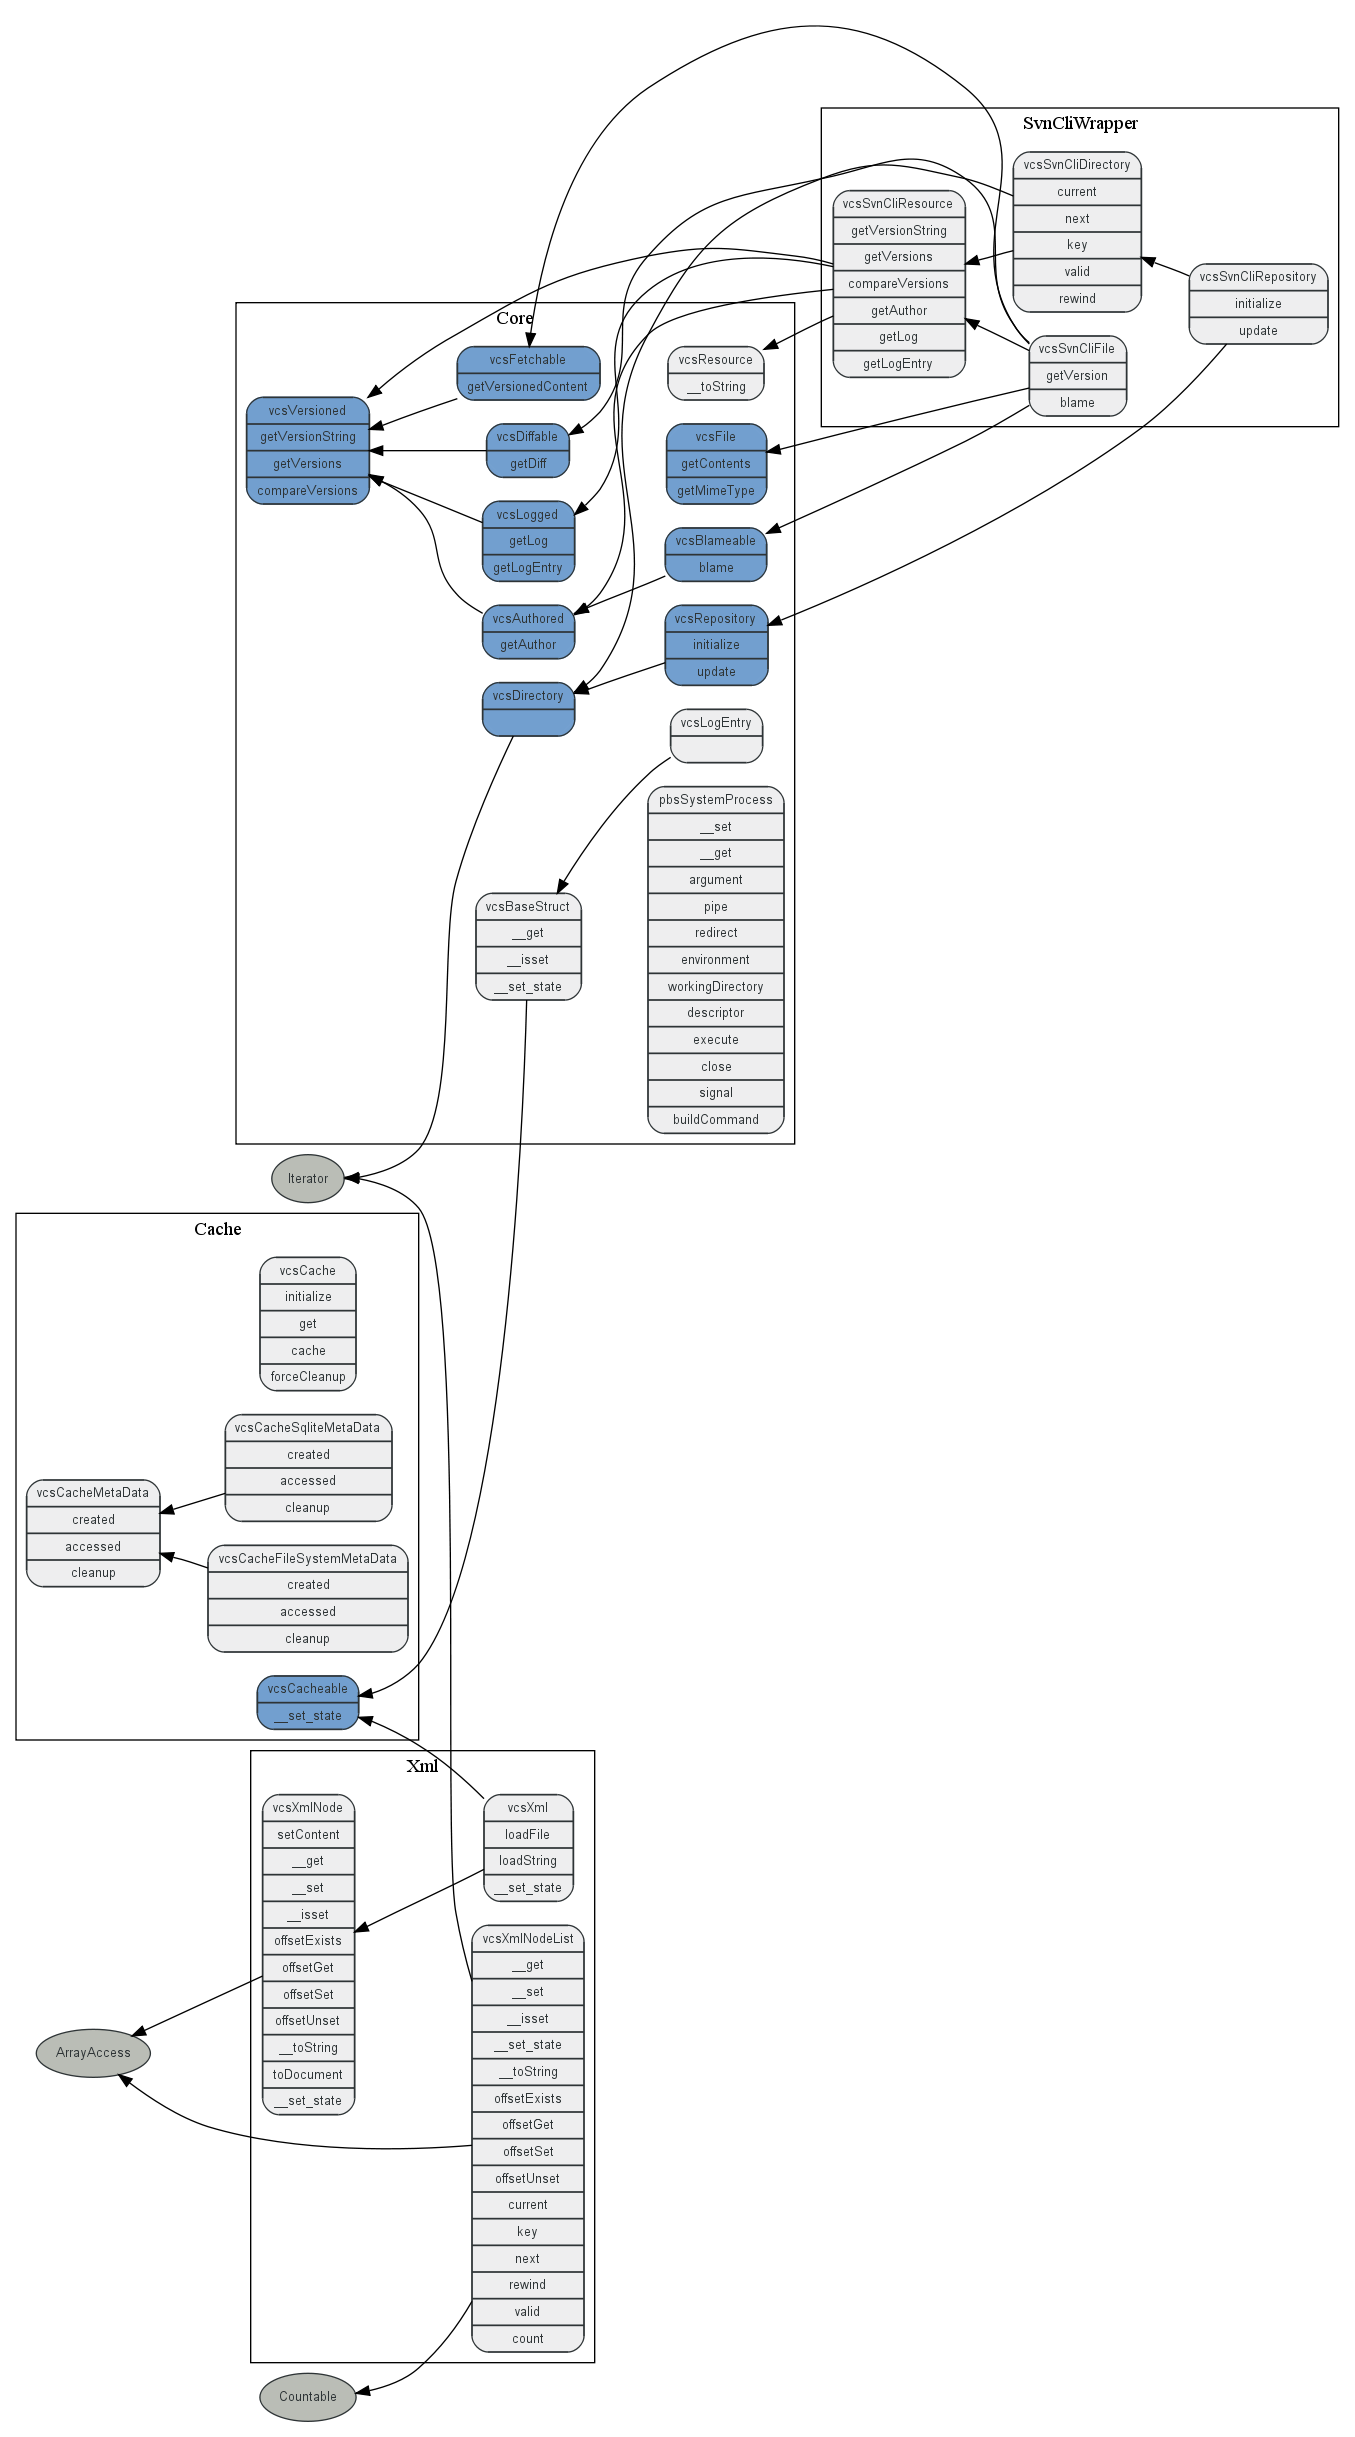 SvnCliWrapper
vcsSvnCliDirectory
current
next
key
valid
rewind
vcsSvnCliResource
getVersionString
getVersions
compareVersions
getAuthor
getLog
getLogEntry
vcsSvnCliRepository
initialize
update
vcsSvnCliFile
getVersion
blame
Core
vcsFetchable
getVersionedContent
vcsResource
__toString
vcsVersioned
getVersionString
getVersions
compareVersions
vcsDiffable
getDiff
vcsFile
getContents
getMimeType
vcsLogged
getLog
getLogEntry
vcsBlameable
blame
vcsAuthored
getAuthor
vcsRepository
initialize
update
vcsDirectory
vcsLogEntry
pbsSystemProcess
__set
__get
argument
pipe
redirect
environment
workingDirectory
descriptor
execute
close
signal
buildCommand
vcsBaseStruct
__get
__isset
__set_state
Iterator
Cache
vcsCache
initialize
get
cache
forceCleanup
vcsCacheSqliteMetaData
created
accessed
cleanup
vcsCacheMetaData
created
accessed
cleanup
vcsCacheFileSystemMetaData
created
accessed
cleanup
vcsCacheable
__set_state
Xml
vcsXmlNode
setContent
__get
__set
__isset
offsetExists
offsetGet
offsetSet
offsetUnset
__toString
toDocument
__set_state
vcsXml
loadFile
loadString
__set_state
vcsXmlNodeList
__get
__set
__isset
__set_state
__toString
offsetExists
offsetGet
offsetSet
offsetUnset
current
key
next
rewind
valid
count
ArrayAccess
Countable